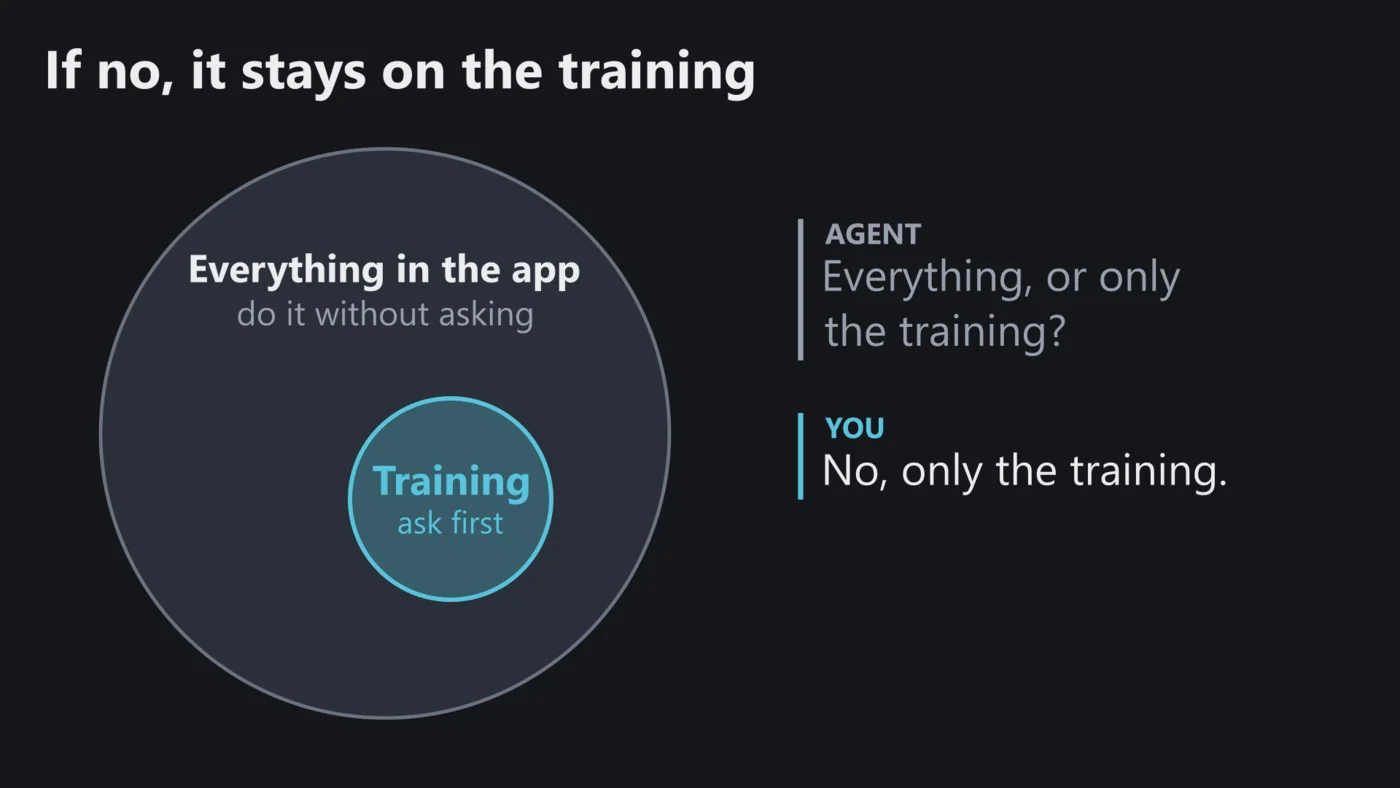 If no, it stays on the training
Everything in the app
do it without asking
Training
ask first
AGENT
Everything, or only
the training?
YOU
No, only the training.